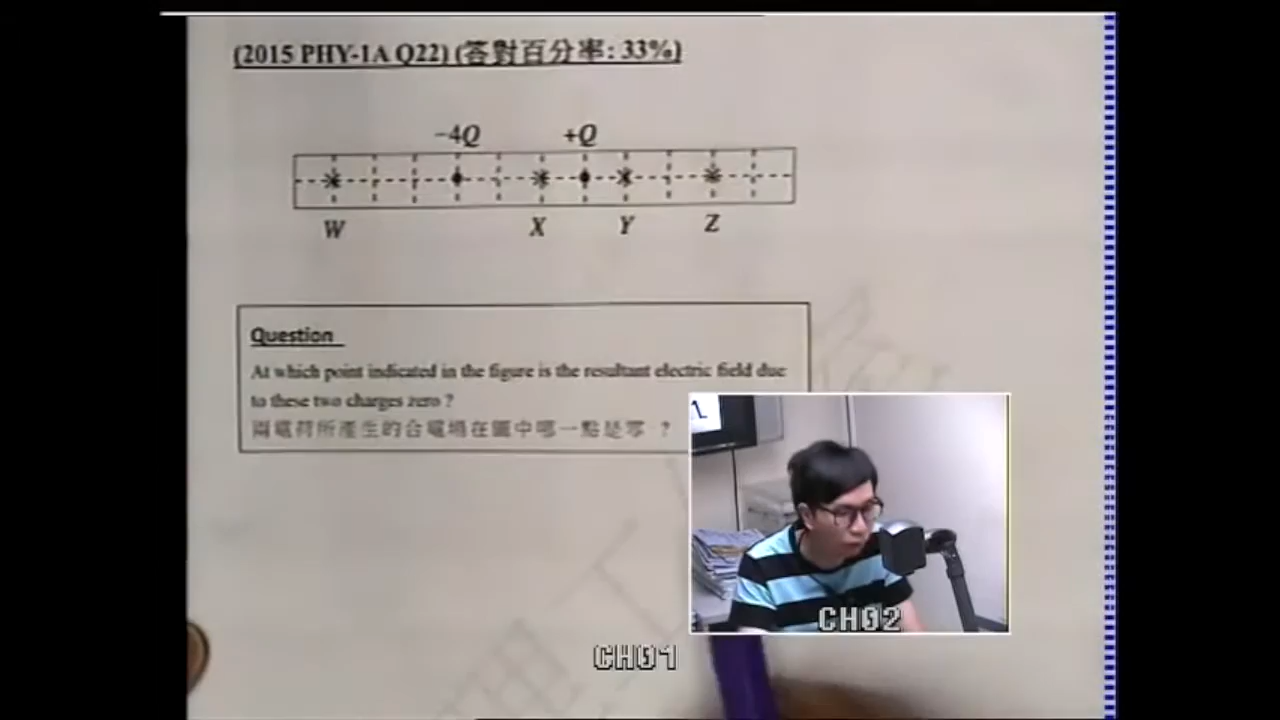 (2015 PHY-1A Q22) (答對百分率: 33%)
−4Q +Q
W X Y Z
Question
At which point indicated in the figure is the resultant electric field due
to these two charges zero ?
兩電荷所產生的合電場在圖中哪一點是零 ?
CH02
CH01